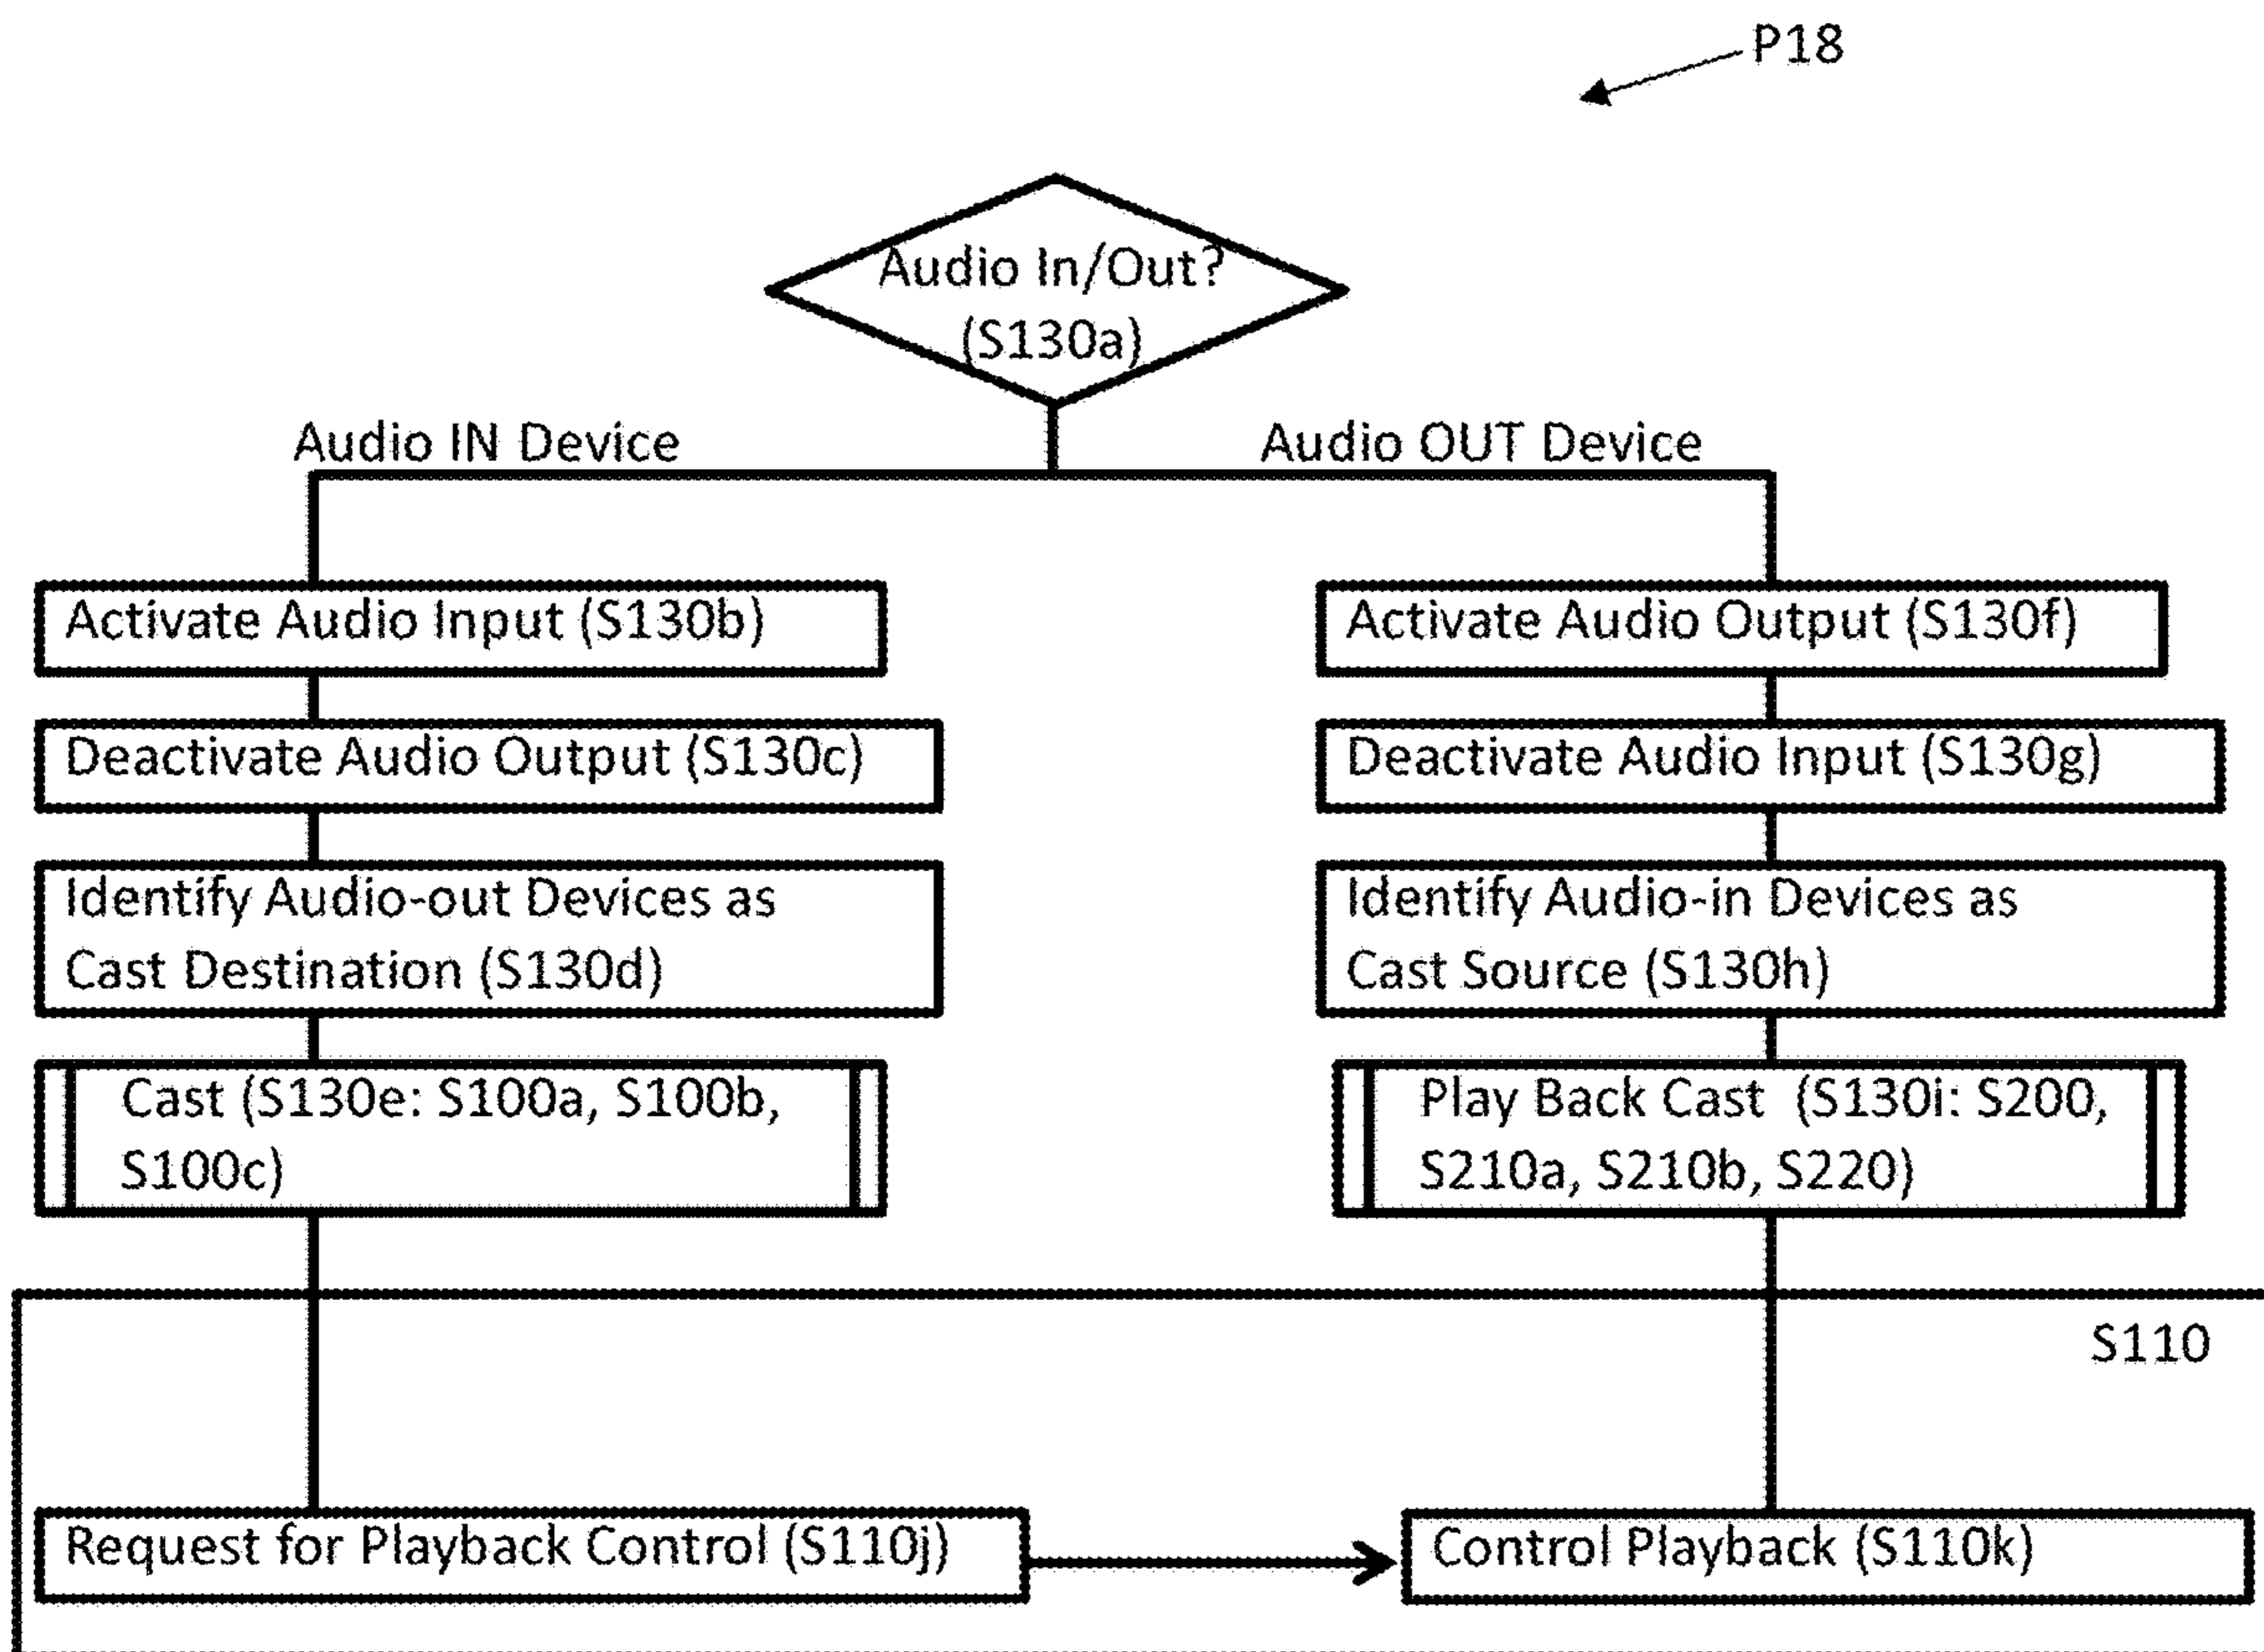 P18
Audio In/Out?
(S130a)
Audio IN Device
Audio OUT Device
Activate Audio Input (S130b)
Deactivate Audio Output (S130c)
Identify Audio-out Devices as
Cast Destination (S130d)
Cast (S130e: S100a, S100b,
S100c)
Activate Audio Output (S130f)
Deactivate Audio Input (S130g)
Identify Audio-in Devices as
Cast Source (S130h)
Play Back Cast  (S130i: S200,
S210a, S210b, S220)
S110
Request for Playback Control (S110j)
Control Playback (S110k)